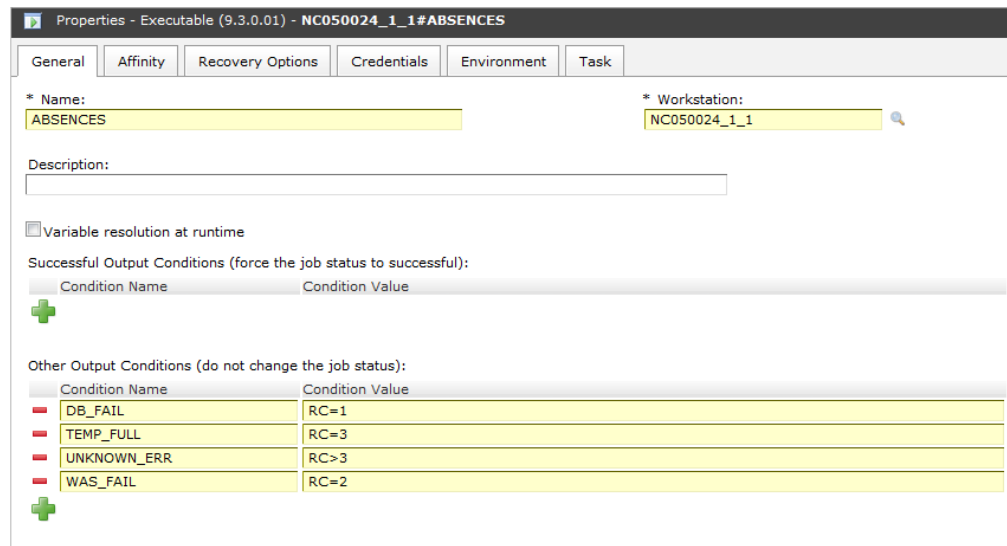 Properties - Executable (9.3.0.01) - NC050024_1_1#ABSENCES
General Affinity Recovery Options Credentials Environment Task
* Name: * Workstation:
ABSENCES NC050024_1_1
Description:
Variable resolution at runtime
Successful Output Conditions (force the job status to successful):
Condition Name Condition Value
Other Output Conditions (do not change the job status):
Condition Name Condition Value
DB_FAIL RC=1
TEMP_FULL RC=3
UNKNOWN_ERR RC>3
WAS_FAIL RC=2